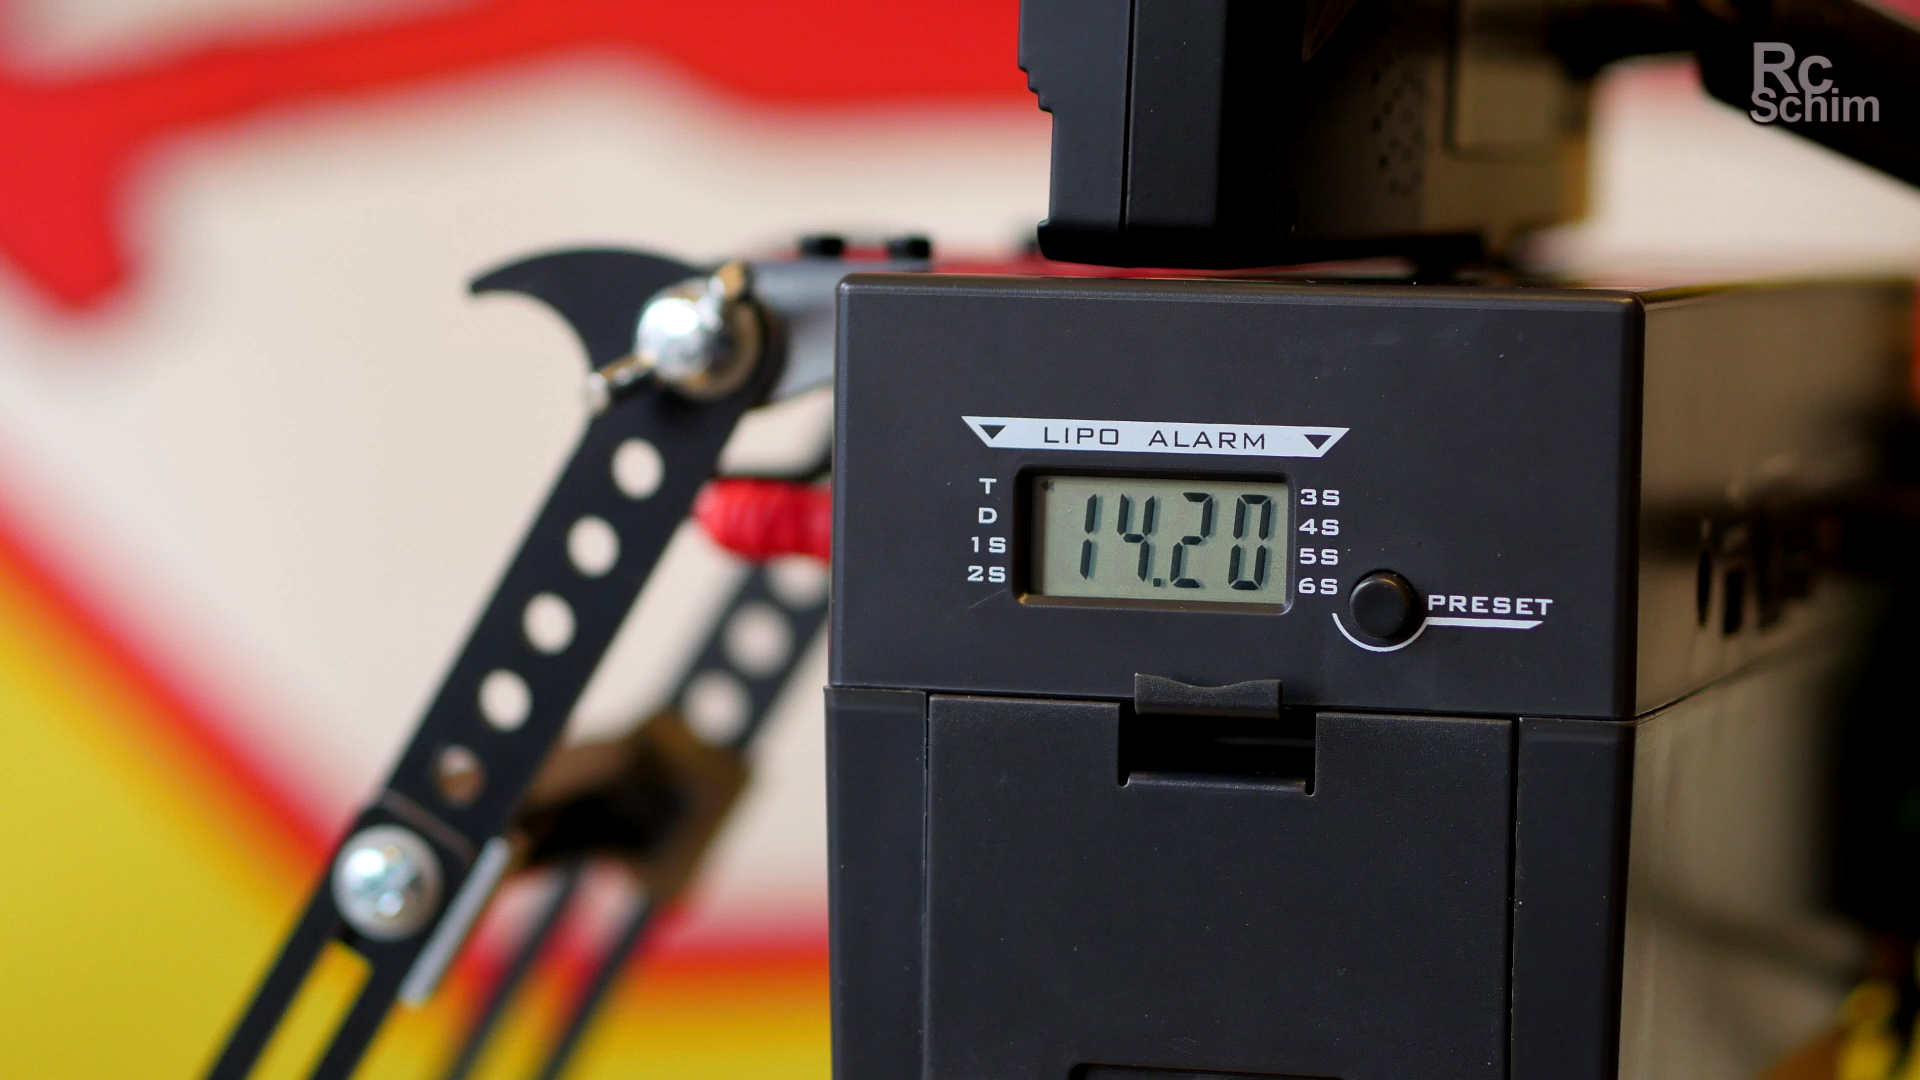 Rc
Schim
LIPO ALARM
T
D
1S
2S
14.20
3S
4S
5S
6S
PRESET